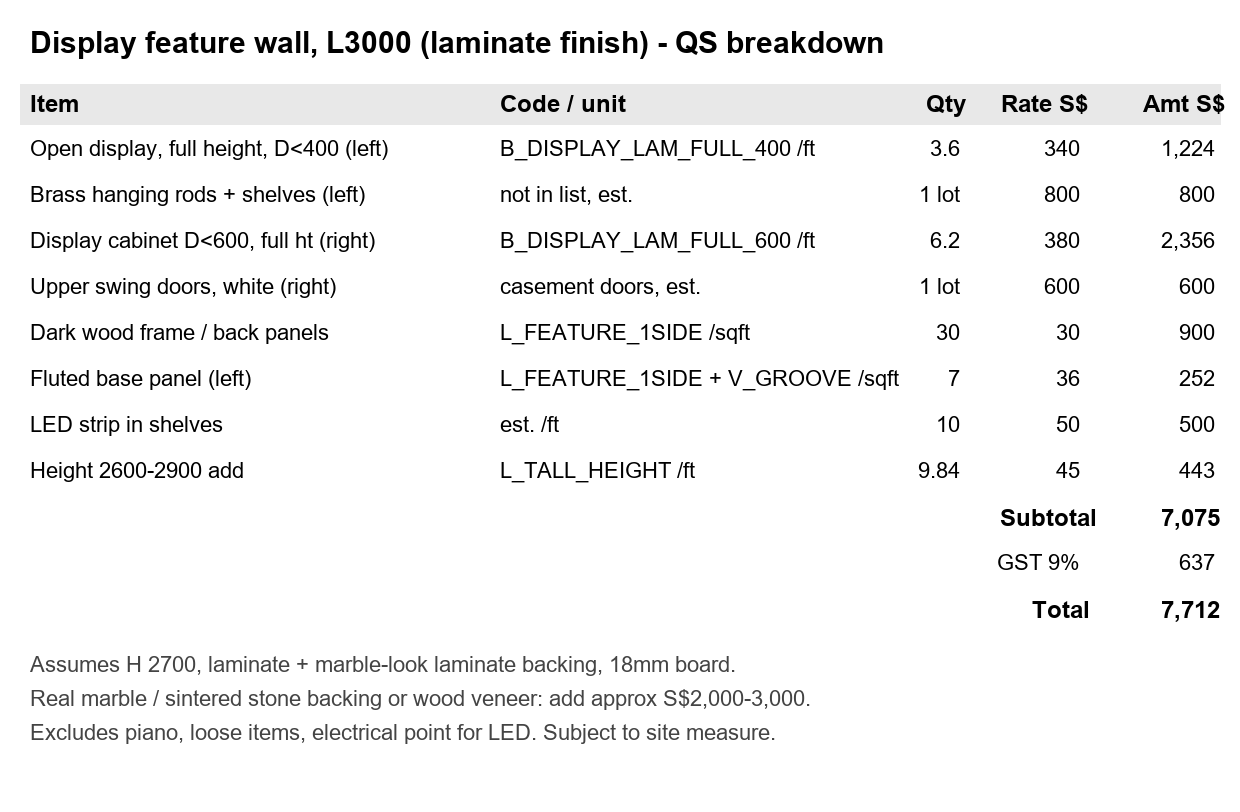 Display feature wall, L3000 (laminate finish) - QS breakdown
Item Code / unit Qty Rate S$ Amt S$
Open display, full height, D<400 (left) B_DISPLAY_LAM_FULL_400 /ft 3.6 340 1,224
Brass hanging rods + shelves (left) not in list, est. 1 lot 800 800
Display cabinet D<600, full ht (right) B_DISPLAY_LAM_FULL_600 /ft 6.2 380 2,356
Upper swing doors, white (right) casement doors, est. 1 lot 600 600
Dark wood frame / back panels L_FEATURE_1SIDE /sqft 30 30 900
Fluted base panel (left) L_FEATURE_1SIDE + V_GROOVE /sqft 7 36 252
LED strip in shelves est. /ft 10 50 500
Height 2600-2900 add L_TALL_HEIGHT /ft 9.84 45 443
Subtotal 7,075
GST 9% 637
Total 7,712
Assumes H 2700, laminate + marble-look laminate backing, 18mm board.
Real marble / sintered stone backing or wood veneer: add approx S$2,000-3,000.
Excludes piano, loose items, electrical point for LED. Subject to site measure.